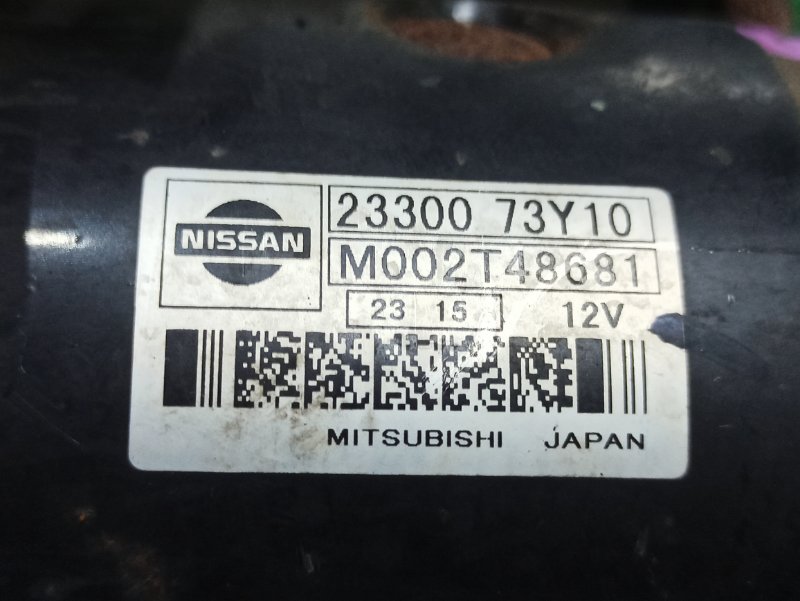 NISSAN
23300 73Y10
M002T48681
23 15
12V
MITSUBISHI JAPAN